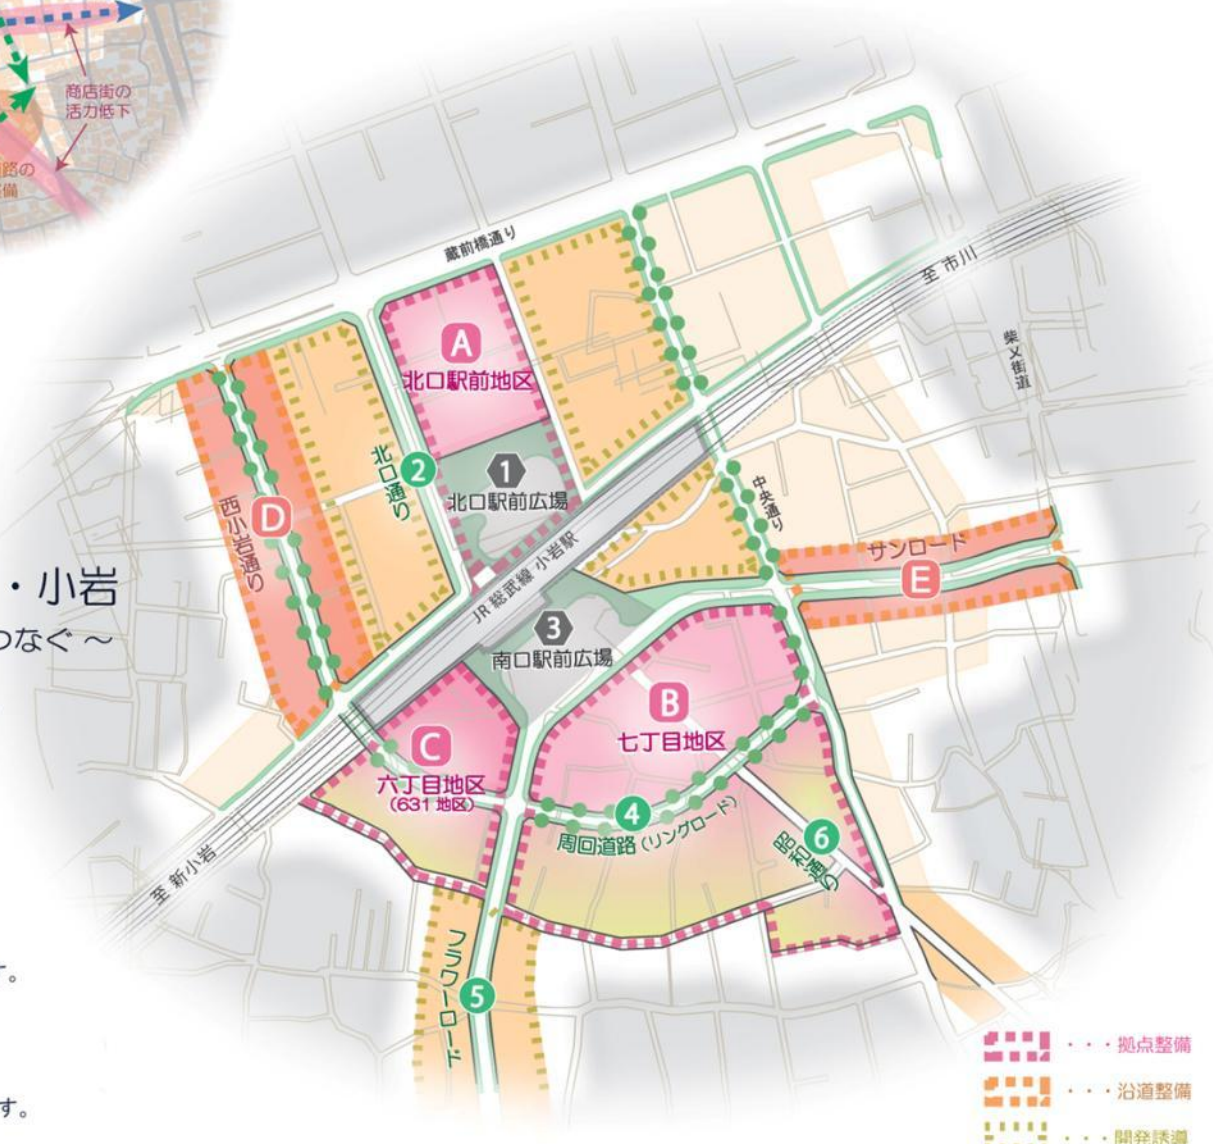 商店街の
活力低下
路の
備
蔵前橋通り
至 市川
柴又街道
A
北口駅前地区
北口通り
2
1
北口駅前広場
西小岩通り
D
中央通り
サンロード
E
JR 総武線 小岩駅
・小岩
つなぐ ～
3
南口駅前広場
B
七丁目地区
C
六丁目地区
(631 地区)
4
周回道路 (リングロード)
6
昭和通り
至 新小岩
フラワーロード
5
す。
・・・拠点整備
・・・沿道整備
・・・開発誘導